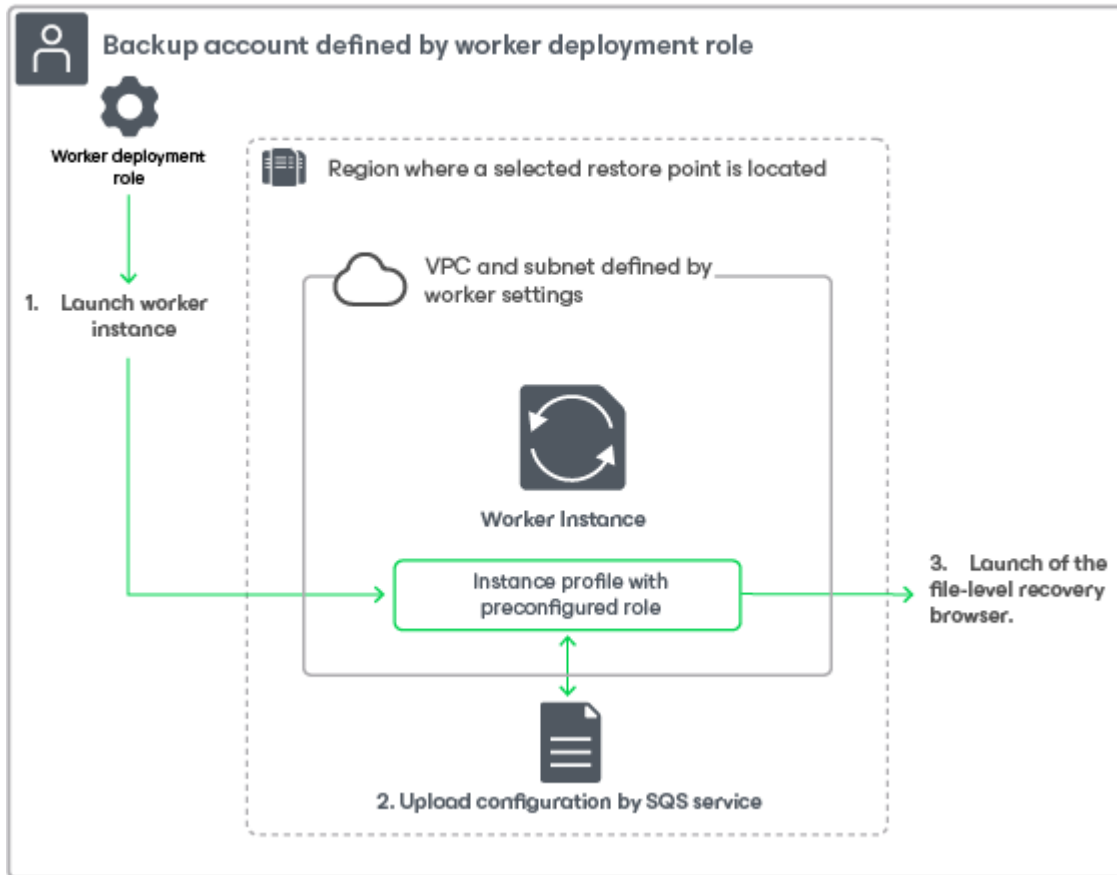 Backup account defined by worker deployment role
Worker deployment
role
Region where a selected restore point is located
VPC and subnet defined by
worker settings
1. Launch worker
instance
Worker Instance
Instance profile with
preconfigured role
3. Launch of the
file-level recovery
browser.
2. Upload configuration by SQS service